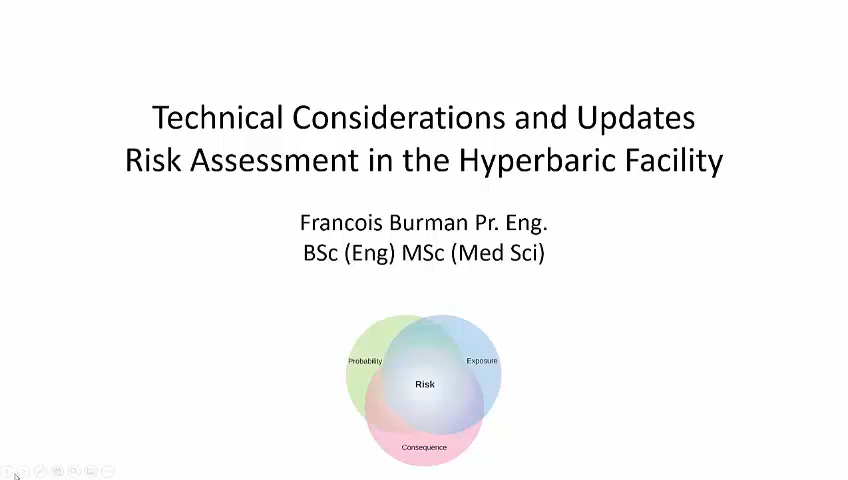 Technical Considerations and Updates
Risk Assessment in the Hyperbaric Facility
Francois Burman Pr. Eng.
BSc (Eng) MSc (Med Sci)
Probability
Exposure
Risk
Consequence